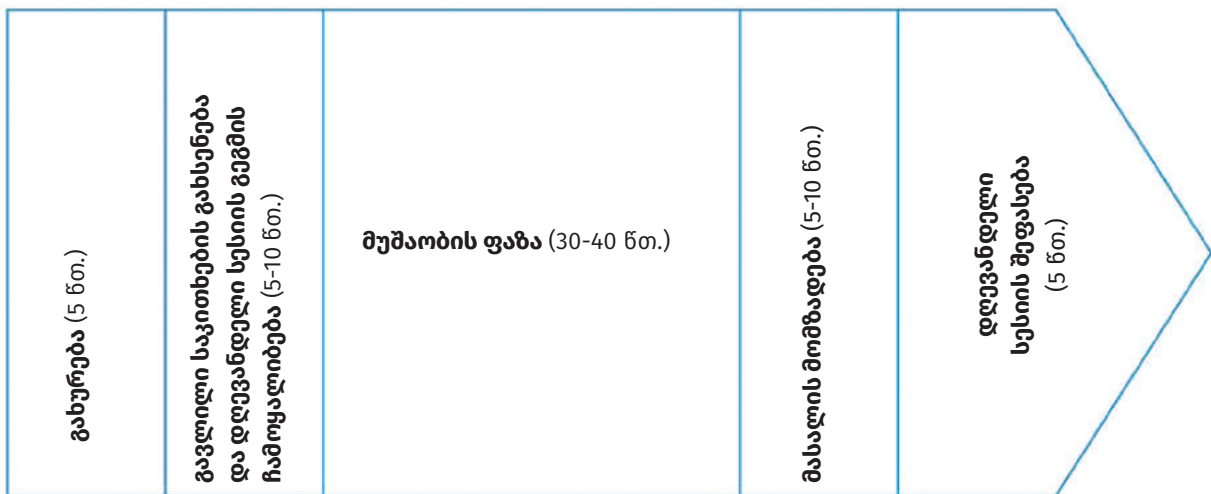 გახურება (5 წთ.)
გავლილი საკითხების გახსენება
და დღევანდელი სესიის გეგმის
ჩამოყალიბება (5-10 წთ.)
მუშაობის ფაზა (30-40 წთ.)
მასალის მომზადება (5-10 წთ.)
დღევანდელი
სესიის შეფასება
(5 წთ.)